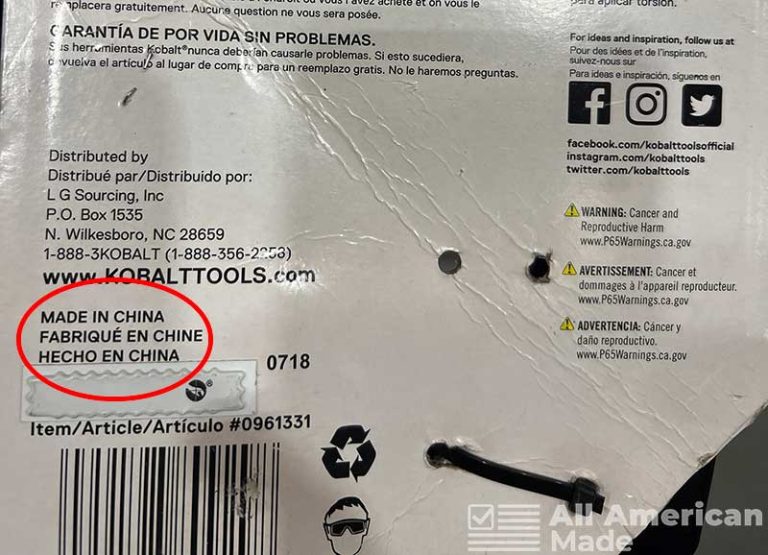 remplacera gratuitement. Aucune question ne vous sera posée.
GARANTÍA DE POR VIDA SIN PROBLEMAS.
Sus herramientas Kobalt® nunca deberían causarle problemas. Si esto sucediera,
devuelva el artículo al lugar de compra para un reemplazo gratis. No le haremos preguntas.
Distributed by
Distribué par/Distribuido por:
L G Sourcing, Inc
P.O. Box 1535
N. Wilkesboro, NC 28659
1-888-3KOBALT (1-888-356-2258)
www.KOBALTTOOLS.com
MADE IN CHINA
FABRIQUÉ EN CHINE
HECHO EN CHINA
0718
Item/Article/Artículo #0961331
para aplicar torsión.
For ideas and inspiration, follow us at
Pour des idées et de l'inspiration,
suivez-nous sur
Para ideas e inspiración, síguenos en
facebook.com/kobalttoolsofficial
instagram.com/kobalttools
twitter.com/kobalttools
WARNING: Cancer and
Reproductive Harm
www.P65Warnings.ca.gov
AVERTISSEMENT: Cancer et
dommages à l'appareil reproducteur.
www.P65Warnings.ca.gov
ADVERTENCIA: Cáncer y
daño reproductivo.
www.P65Warnings.ca.gov
All American
Made